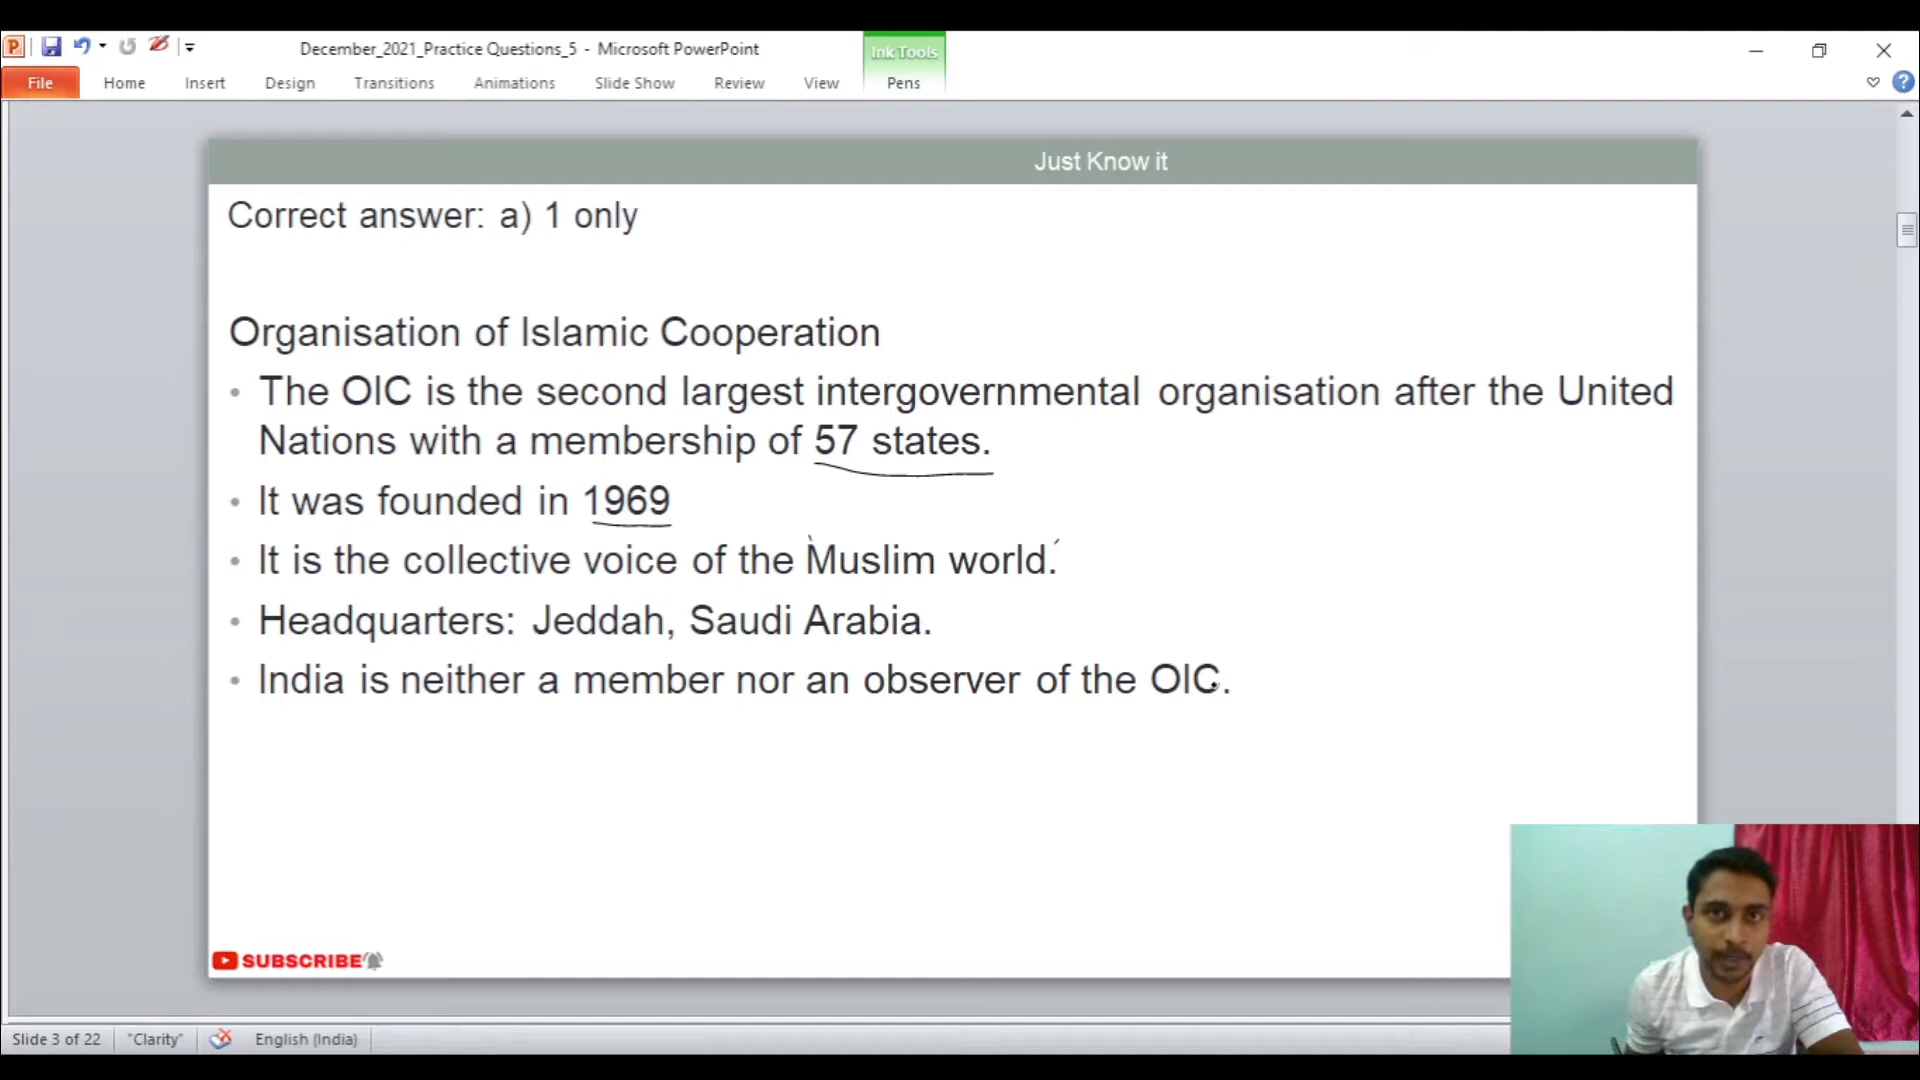 December_2021_Practice Questions_5 - Microsoft PowerPoint
Ink Tools
File Home Insert Design Transitions Animations Slide Show Review View Pens
Just Know it
Correct answer: a) 1 only
Organisation of Islamic Cooperation
• The OIC is the second largest intergovernmental organisation after the United
Nations with a membership of 57 states.
• It was founded in 1969
• It is the collective voice of the Muslim world.
• Headquarters: Jeddah, Saudi Arabia.
• India is neither a member nor an observer of the OIC.
SUBSCRIBE
Slide 3 of 22 "Clarity" English (India)